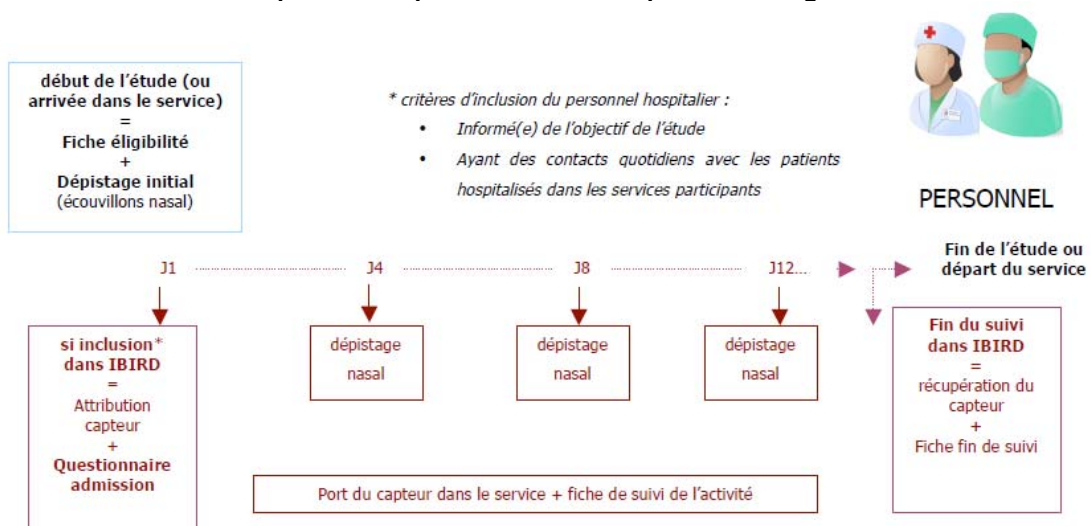 début de l'étude (ou
arrivée dans le service)
=
Fiche éligibilité
+
Dépistage initial
(écouvillons nasal)
* critères d'inclusion du personnel hospitalier :
• Informé(e) de l'objectif de l'étude
• Ayant des contacts quotidiens avec les patients
hospitalisés dans les services participants
PERSONNEL
J1
J4
J8
J12...
Fin de l'étude ou
départ du service
si inclusion*
dans IBIRD
=
Attribution
capteur
+
Questionnaire
admission
dépistage
nasal
dépistage
nasal
dépistage
nasal
Fin du suivi
dans IBIRD
=
récupération du
capteur
+
Fiche fin de suivi
Port du capteur dans le service + fiche de suivi de l'activité